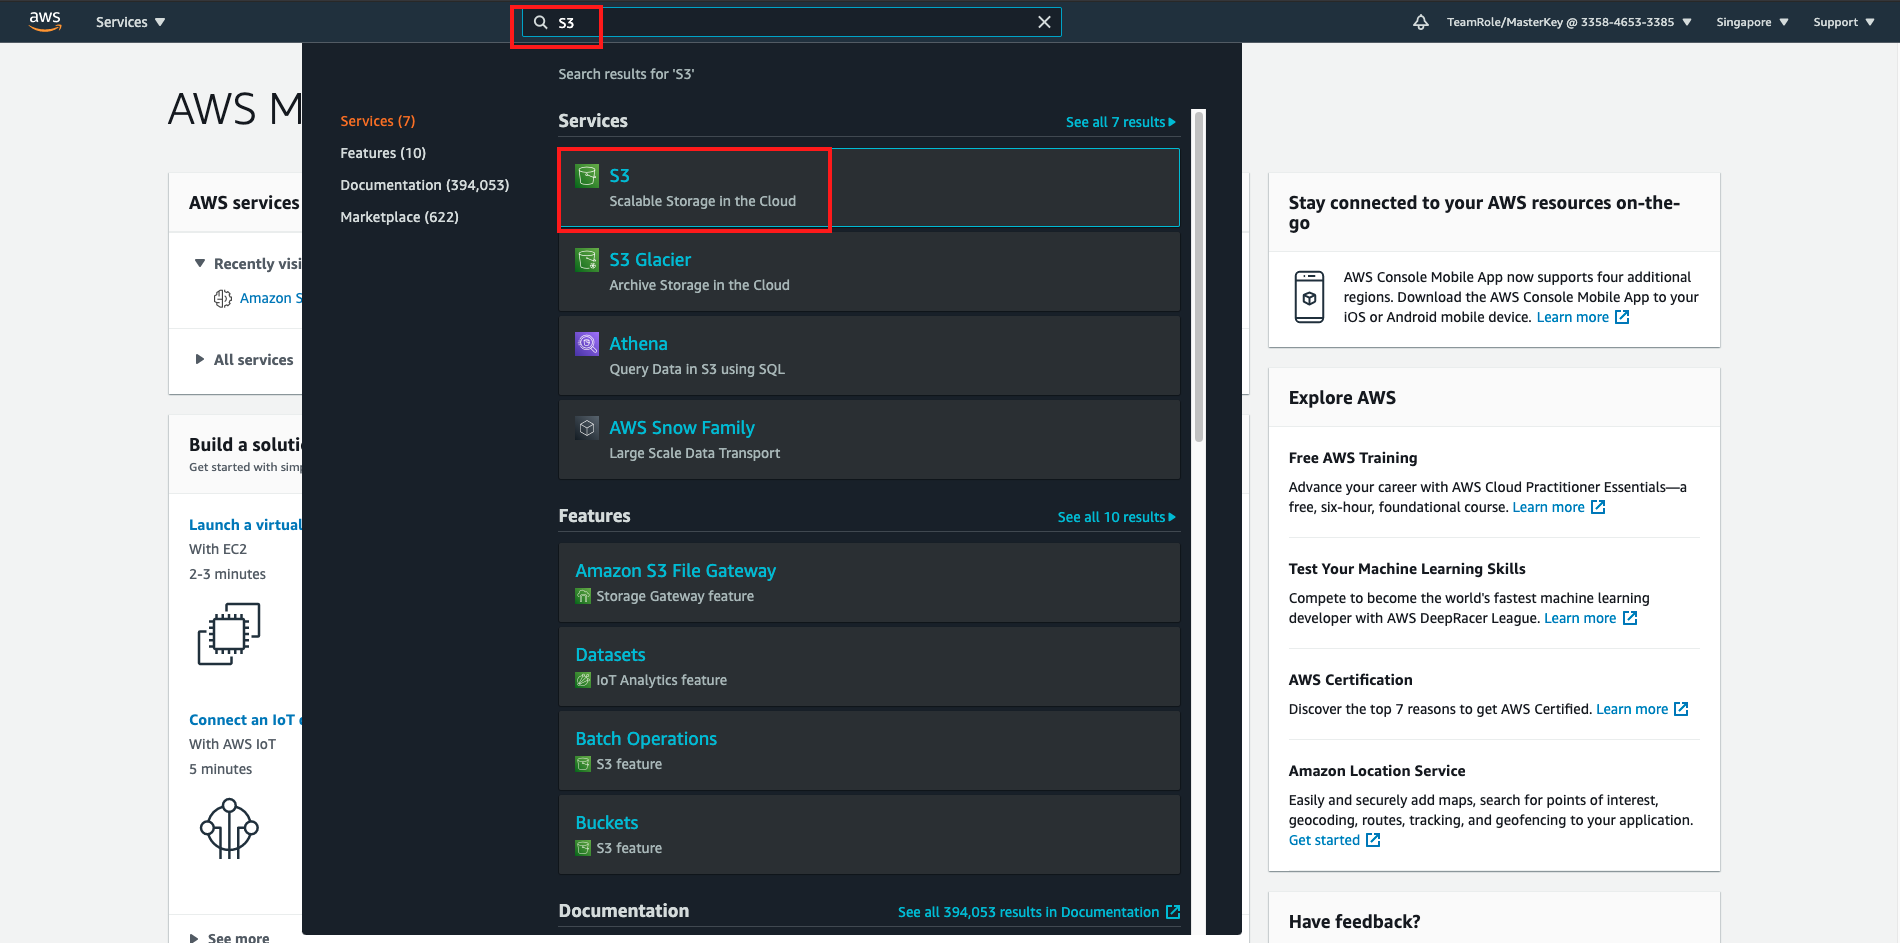 aws
Services
S3
TeamRole/MasterKey @ 3358-4653-3385
Singapore
Support
AWS M
Search results for 'S3'
Services (7)
Features (10)
Documentation (394,053)
Marketplace (622)
Services
See all 7 results
S3
Scalable Storage in the Cloud
S3 Glacier
Archive Storage in the Cloud
Athena
Query Data in S3 using SQL
AWS Snow Family
Large Scale Data Transport
Features
See all 10 results
Amazon S3 File Gateway
Storage Gateway feature
Datasets
IoT Analytics feature
Batch Operations
S3 feature
Buckets
S3 feature
Documentation
See all 394,053 results in Documentation
AWS services
Recently visi
Amazon S
All services
Build a soluti
Get started with simp
Launch a virtual
With EC2
2-3 minutes
Connect an IoT
With AWS IoT
5 minutes
See more
Stay connected to your AWS resources on-the-
go
AWS Console Mobile App now supports four additional
regions. Download the AWS Console Mobile App to your
iOS or Android mobile device. Learn more
Explore AWS
Free AWS Training
Advance your career with AWS Cloud Practitioner Essentials—a
free, six-hour, foundational course. Learn more
Test Your Machine Learning Skills
Compete to become the world's fastest machine learning
developer with AWS DeepRacer League. Learn more
AWS Certification
Discover the top 7 reasons to get AWS Certified. Learn more
Amazon Location Service
Easily and securely add maps, search for points of interest,
geocoding, routes, tracking, and geofencing to your application.
Get started
Have feedback?